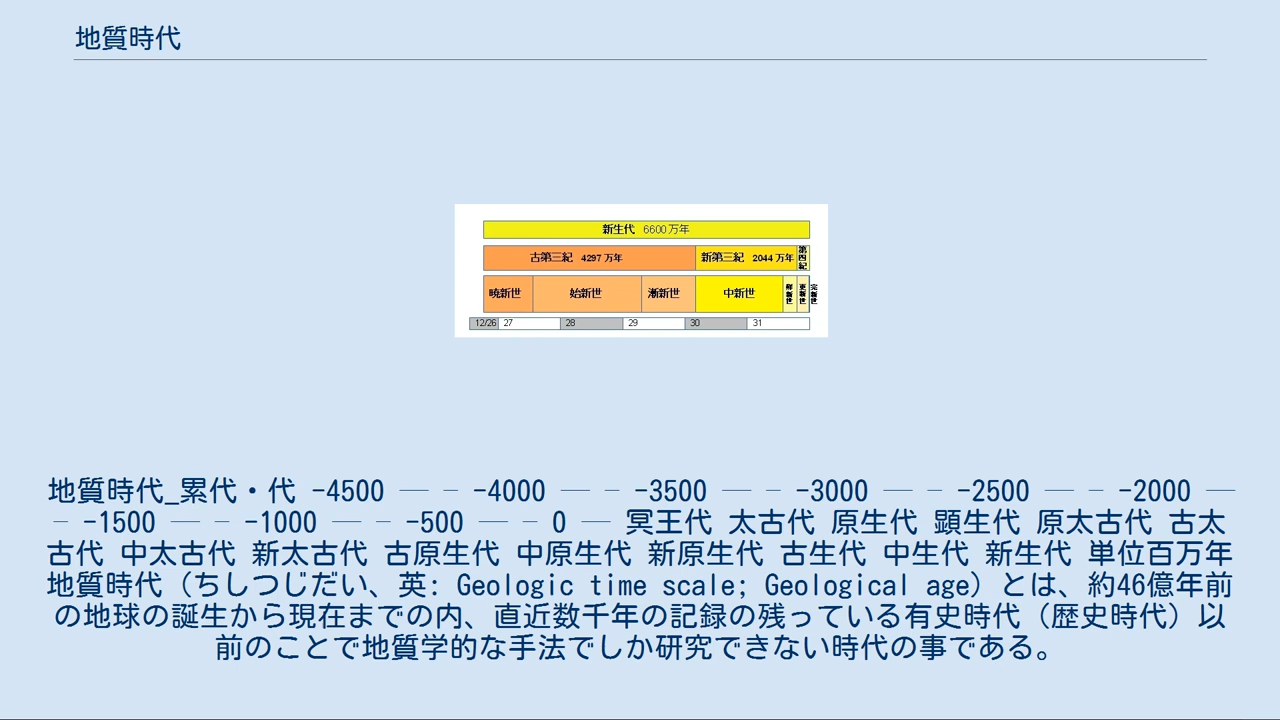 地質時代
新生代 6600万年
古第三紀 4297万年 新第三紀 2044万年 第四紀
暁新世 始新世 漸新世 中新世 鮮新世 更新世 完新世
12/26 27 28 29 30 31
地質時代_累代・代 -4500 — - -4000 — - -3500 — - -3000 — - -2500 — - -2000 —
- -1500 — - -1000 — - -500 — - 0 — 冥王代 太古代 原生代 顕生代 原太古代 古太
古代 中太古代 新太古代 古原生代 中原生代 新原生代 古生代 中生代 新生代 単位百万年
地質時代（ちしつじだい、英: Geologic time scale; Geological age）とは、約46億年前
の地球の誕生から現在までの内、直近数千年の記録の残っている有史時代（歴史時代）以
前のことで地質学的な手法でしか研究できない時代の事である。